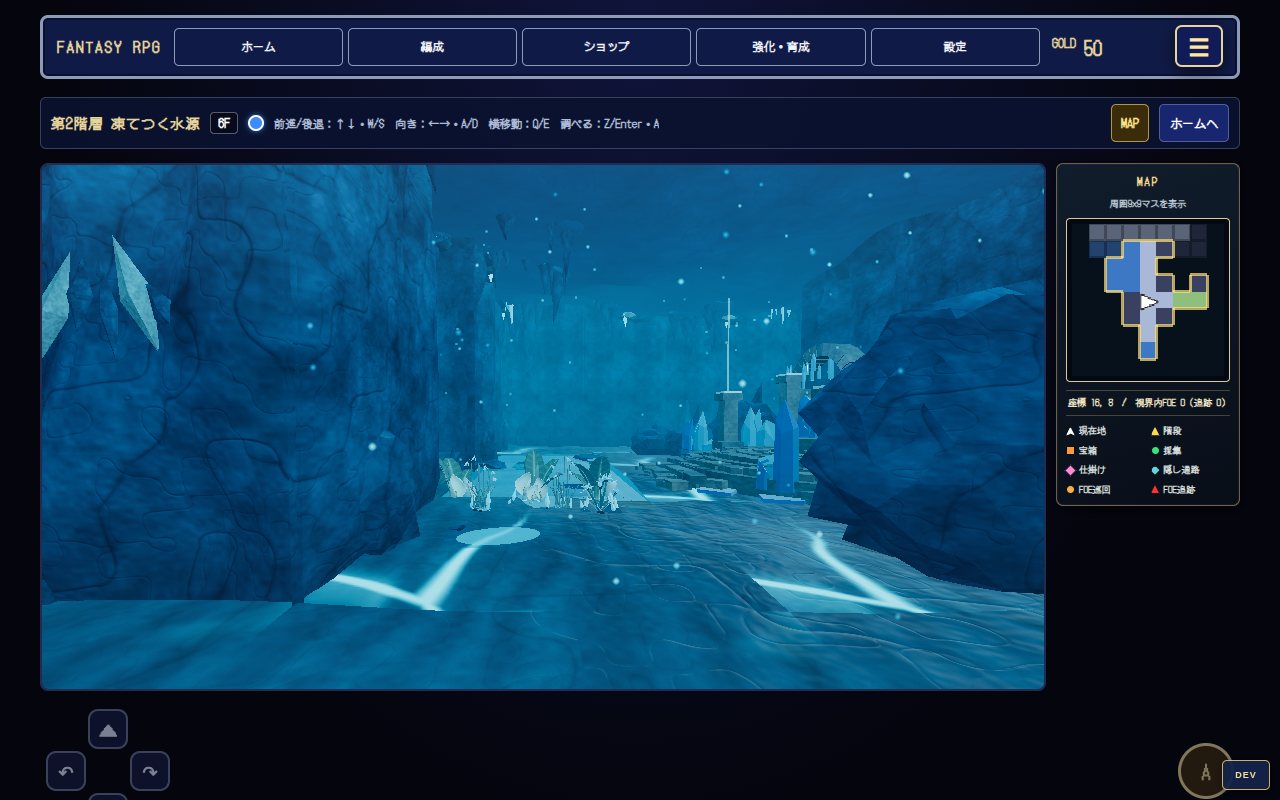 FANTASY RPG
ホーム
編成
ショップ
強化・育成
設定
GOLD 50
第2階層 凍てつく水源
6F
前進/後退：↑↓・W/S 向き：←→・A/D 横移動：Q/E 調べる：Z/Enter・A
MAP
ホームへ
MAP
周囲9x9マスを表示
座標 16, 8 / 視界内FOE 0 (追跡 0)
現在地
階段
宝箱
採集
仕掛け
隠し通路
FOE巡回
FOE追跡
A
DEV